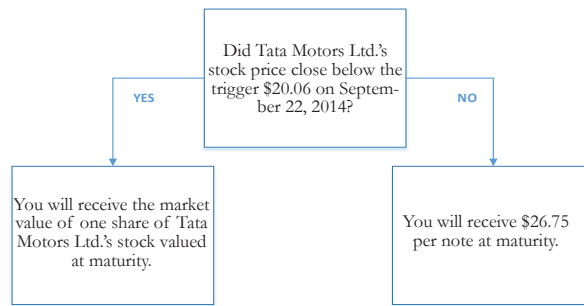 Did Tata Motors Ltd.'s
stock price close below the
trigger $20.06 on Septem-
ber 22, 2014?
YES
NO
You will receive the market
value of one share of Tata
Motors Ltd.'s stock valued
at maturity.
You will receive $26.75
per note at maturity.